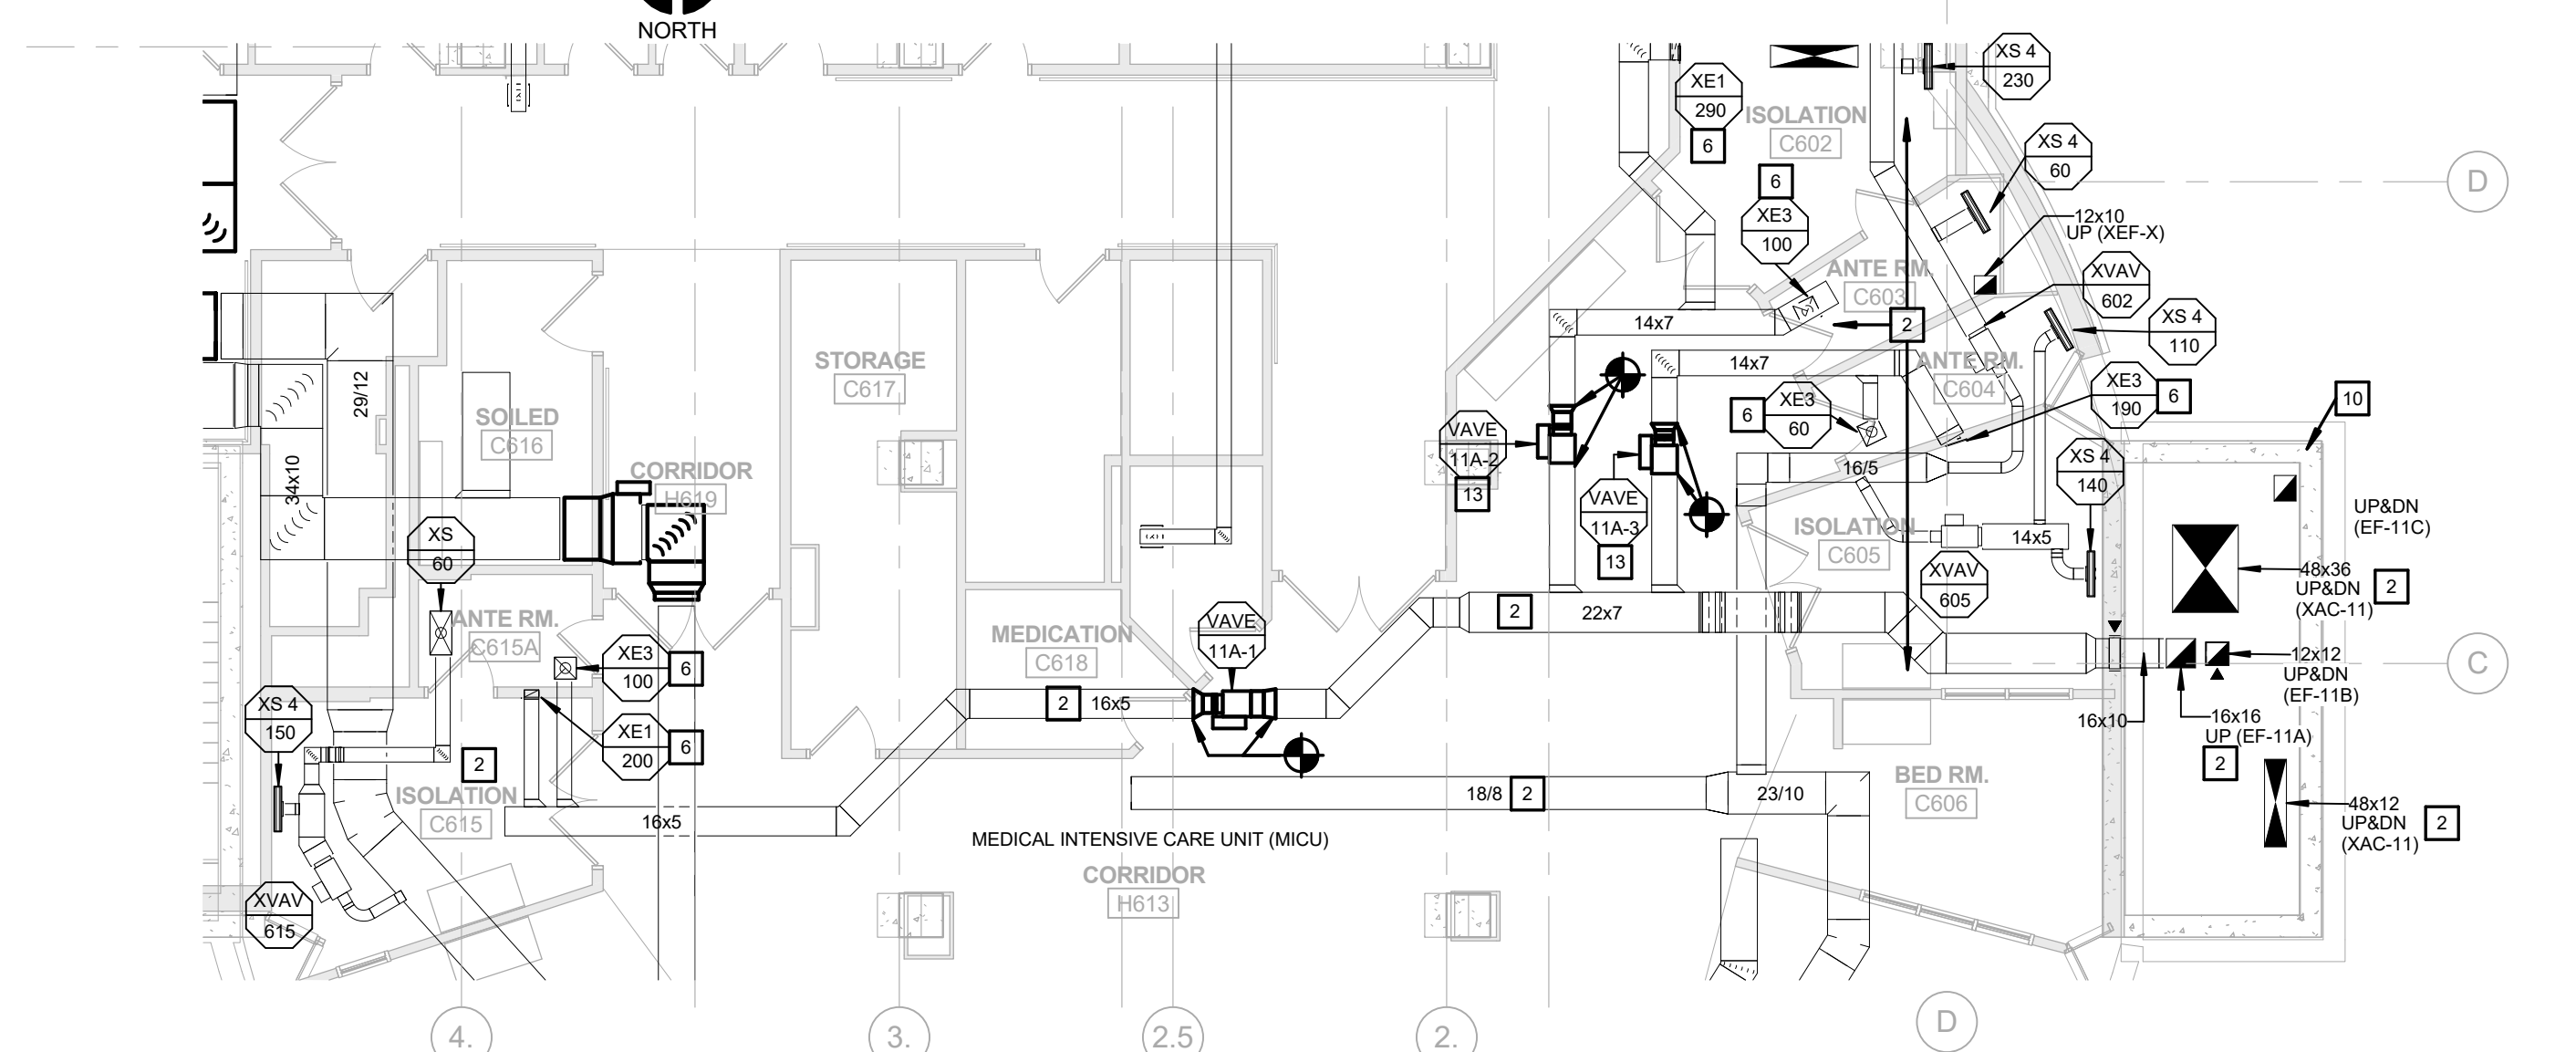 NORTH
XS 4
230
XE1
290
6
ISOLATION
C602
XS 4
60
D
6
XE3
100
12x10
UP (XEF-X)
ANTE RM.
C603
XVAV
602
14x7
2
XS 4
110
14x7
ANTE RM.
C604
XE3
190
6
10
29/12
STORAGE
C617
SOILED
C616
6
XE3
60
VAVE
11A-2
13
CORRIDOR
H619
34x10
16/5
XS 4
140
VAVE
11A-3
13
UP&DN
(EF-11C)
XS
60
ISOLATION
C605
14x5
XVAV
605
48x36
UP&DN
(XAC-11)
2
ANTE RM.
C615A
MEDICATION
C618
VAVE
11A-1
2
22x7
XE3
100
6
12x12
UP&DN
(EF-11B)
C
XS 4
150
2
16x5
16x10
16x16
UP (EF-11A)
2
XE1
200
6
2
ISOLATION
C615
16x5
18/8
2
23/10
BED RM.
C606
48x12
UP&DN
(XAC-11)
2
MEDICAL INTENSIVE CARE UNIT (MICU)
CORRIDOR
H613
XVAV
615
4.
3.
2.5
2.
D